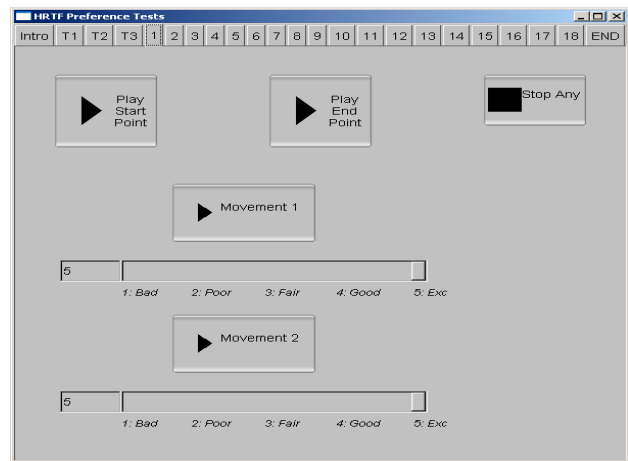 HRTF Preference Tests
Intro T1 T2 T3 1 2 3 4 5 6 7 8 9 10 11 12 13 14 15 16 17 18 END
Play Start Point
Play End Point
Stop Any
Movement 1
5
1: Bad 2: Poor 3: Fair 4: Good 5: Exc
Movement 2
5
1: Bad 2: Poor 3: Fair 4: Good 5: Exc